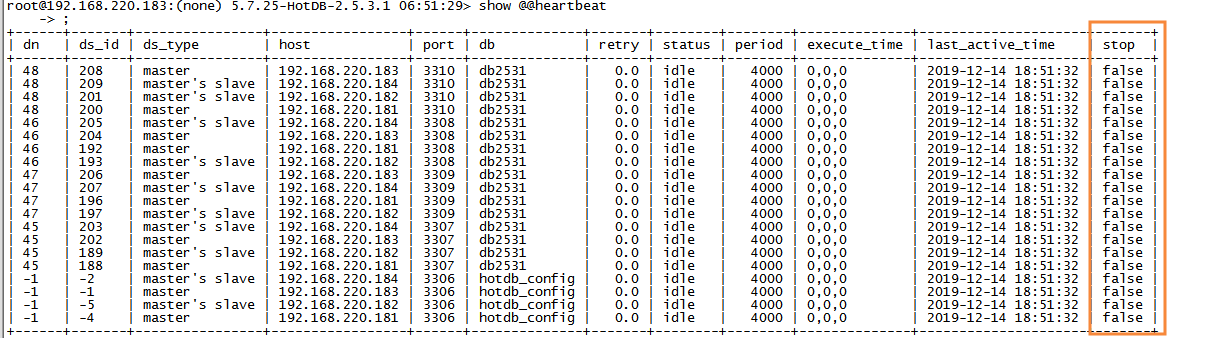 root@192.168.220.183:(none) 5.7.25-HotDB-2.5.3.1 06:51:29> show @@heartbeat
    -> ;
+------+-------+----------------+-----------------+------+--------------+-------+--------+--------+--------------+---------------------+-------+
| dn   | ds_id | ds_type        | host            | port | db           | retry | status | period | execute_time | last_active_time    | stop  |
+------+-------+----------------+-----------------+------+--------------+-------+--------+--------+--------------+---------------------+-------+
| 48   | 208   | master         | 192.168.220.183 | 3310 | db2531       |   0.0 | idle   |   4000 | 0,0,0        | 2019-12-14 18:51:32 | false |
| 48   | 209   | master's slave | 192.168.220.184 | 3310 | db2531       |   0.0 | idle   |   4000 | 0,0,0        | 2019-12-14 18:51:32 | false |
| 48   | 201   | master's slave | 192.168.220.182 | 3310 | db2531       |   0.0 | idle   |   4000 | 0,0,0        | 2019-12-14 18:51:32 | false |
| 48   | 200   | master         | 192.168.220.181 | 3310 | db2531       |   0.0 | idle   |   4000 | 0,0,0        | 2019-12-14 18:51:32 | false |
| 46   | 205   | master's slave | 192.168.220.184 | 3308 | db2531       |   0.0 | idle   |   4000 | 0,0,0        | 2019-12-14 18:51:32 | false |
| 46   | 204   | master         | 192.168.220.183 | 3308 | db2531       |   0.0 | idle   |   4000 | 0,0,0        | 2019-12-14 18:51:32 | false |
| 46   | 192   | master         | 192.168.220.181 | 3308 | db2531       |   0.0 | idle   |   4000 | 0,0,0        | 2019-12-14 18:51:32 | false |
| 46   | 193   | master's slave | 192.168.220.182 | 3308 | db2531       |   0.0 | idle   |   4000 | 0,0,0        | 2019-12-14 18:51:32 | false |
| 47   | 206   | master         | 192.168.220.183 | 3309 | db2531       |   0.0 | idle   |   4000 | 0,0,0        | 2019-12-14 18:51:32 | false |
| 47   | 207   | master's slave | 192.168.220.184 | 3309 | db2531       |   0.0 | idle   |   4000 | 0,0,0        | 2019-12-14 18:51:32 | false |
| 47   | 196   | master         | 192.168.220.181 | 3309 | db2531       |   0.0 | idle   |   4000 | 0,0,0        | 2019-12-14 18:51:32 | false |
| 47   | 197   | master's slave | 192.168.220.182 | 3309 | db2531       |   0.0 | idle   |   4000 | 0,0,0        | 2019-12-14 18:51:32 | false |
| 45   | 203   | master's slave | 192.168.220.184 | 3307 | db2531       |   0.0 | idle   |   4000 | 0,0,0        | 2019-12-14 18:51:32 | false |
| 45   | 202   | master         | 192.168.220.183 | 3307 | db2531       |   0.0 | idle   |   4000 | 0,0,0        | 2019-12-14 18:51:32 | false |
| 45   | 189   | master's slave | 192.168.220.182 | 3307 | db2531       |   0.0 | idle   |   4000 | 0,0,0        | 2019-12-14 18:51:32 | false |
| 45   | 188   | master         | 192.168.220.181 | 3307 | db2531       |   0.0 | idle   |   4000 | 0,0,0        | 2019-12-14 18:51:32 | false |
| -1   | -2    | master's slave | 192.168.220.184 | 3306 | hotdb_config |   0.0 | idle   |   4000 | 0,0,0        | 2019-12-14 18:51:32 | false |
| -1   | -1    | master         | 192.168.220.183 | 3306 | hotdb_config |   0.0 | idle   |   4000 | 0,0,0        | 2019-12-14 18:51:32 | false |
| -1   | -5    | master's slave | 192.168.220.182 | 3306 | hotdb_config |   0.0 | idle   |   4000 | 0,0,0        | 2019-12-14 18:51:32 | false |
| -1   | -4    | master         | 192.168.220.181 | 3306 | hotdb_config |   0.0 | idle   |   4000 | 0,0,0        | 2019-12-14 18:51:32 | false |
+------+-------+----------------+-----------------+------+--------------+-------+--------+--------+--------------+---------------------+-------+